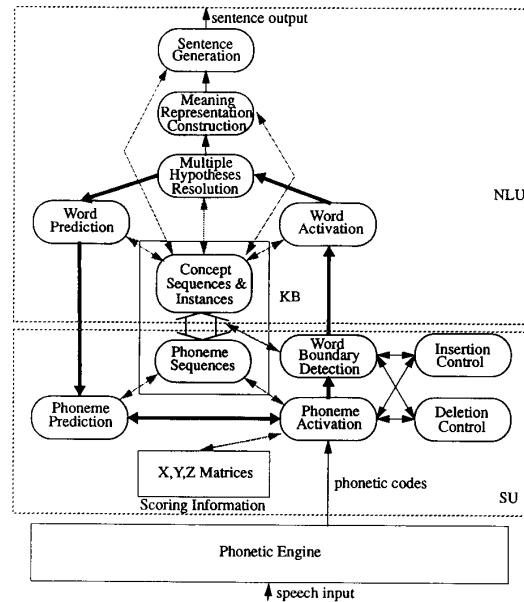 sentence output
Sentence
Generation
Meaning
Representation
Construction
Multiple
Hypotheses
Resolution
NLU
Word
Prediction
Word
Activation
Concept
Sequences &
Instances
KB
Phoneme
Sequences
Word
Boundary
Detection
Insertion
Control
Phoneme
Prediction
Phoneme
Activation
Deletion
Control
X,Y,Z Matrices
Scoring Information
phonetic codes
SU
Phonetic Engine
speech input